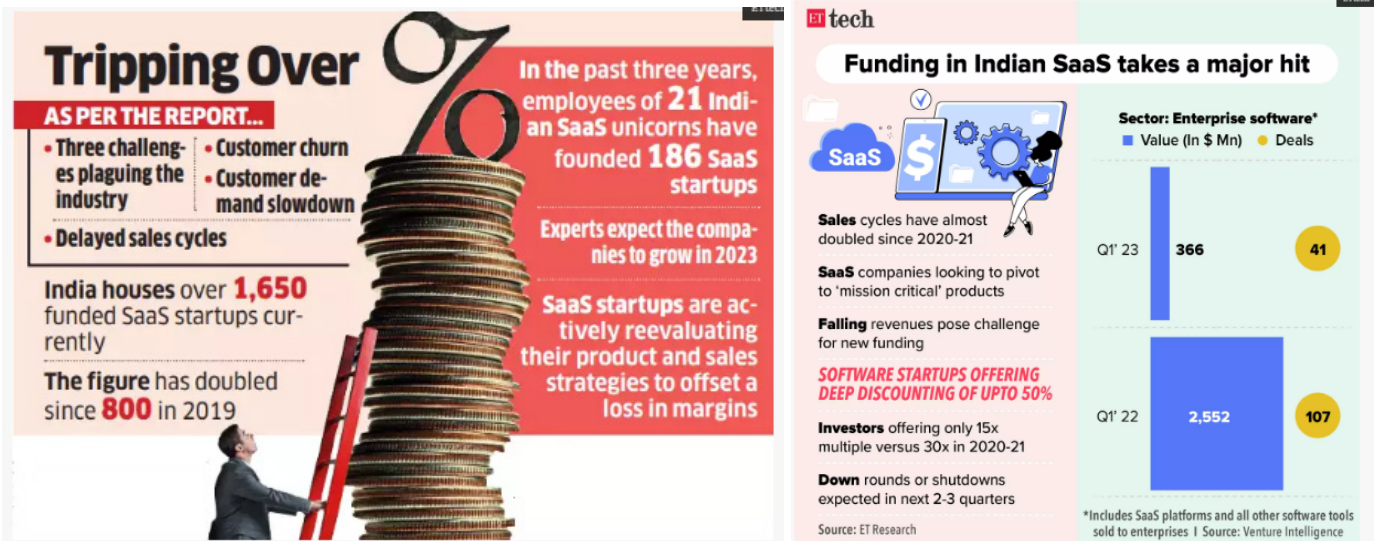 Tripping Over
%
AS PER THE REPORT...
• Three challeng-
es plaguing the
industry
• Customer churn
• Customer de-
mand slowdown
• Delayed sales cycles
India houses over 1,650
funded SaaS startups cur-
rently
The figure has doubled
since 800 in 2019
In the past three years,
employees of 21 Indi-
an SaaS unicorns have
founded 186 SaaS
startups
Experts expect the compa-
nies to grow in 2023
SaaS startups are ac-
tively reevaluating
their product and sales
strategies to offset a
loss in margins
ET tech
Funding in Indian SaaS takes a major hit
SaaS
$
Sales cycles have almost
doubled since 2020-21
SaaS companies looking to pivot
to ‘mission critical’ products
Falling revenues pose challenge
for new funding
SOFTWARE STARTUPS OFFERING
DEEP DISCOUNTING OF UPTO 50%
Investors offering only 15x
multiple versus 30x in 2020-21
Down rounds or shutdowns
expected in next 2-3 quarters
Source: ET Research
Sector: Enterprise software*
Value (In $ Mn) Deals
Q1' 23 366 41
Q1' 22 2,552 107
*Includes SaaS platforms and all other software tools
sold to enterprises I Source: Venture Intelligence